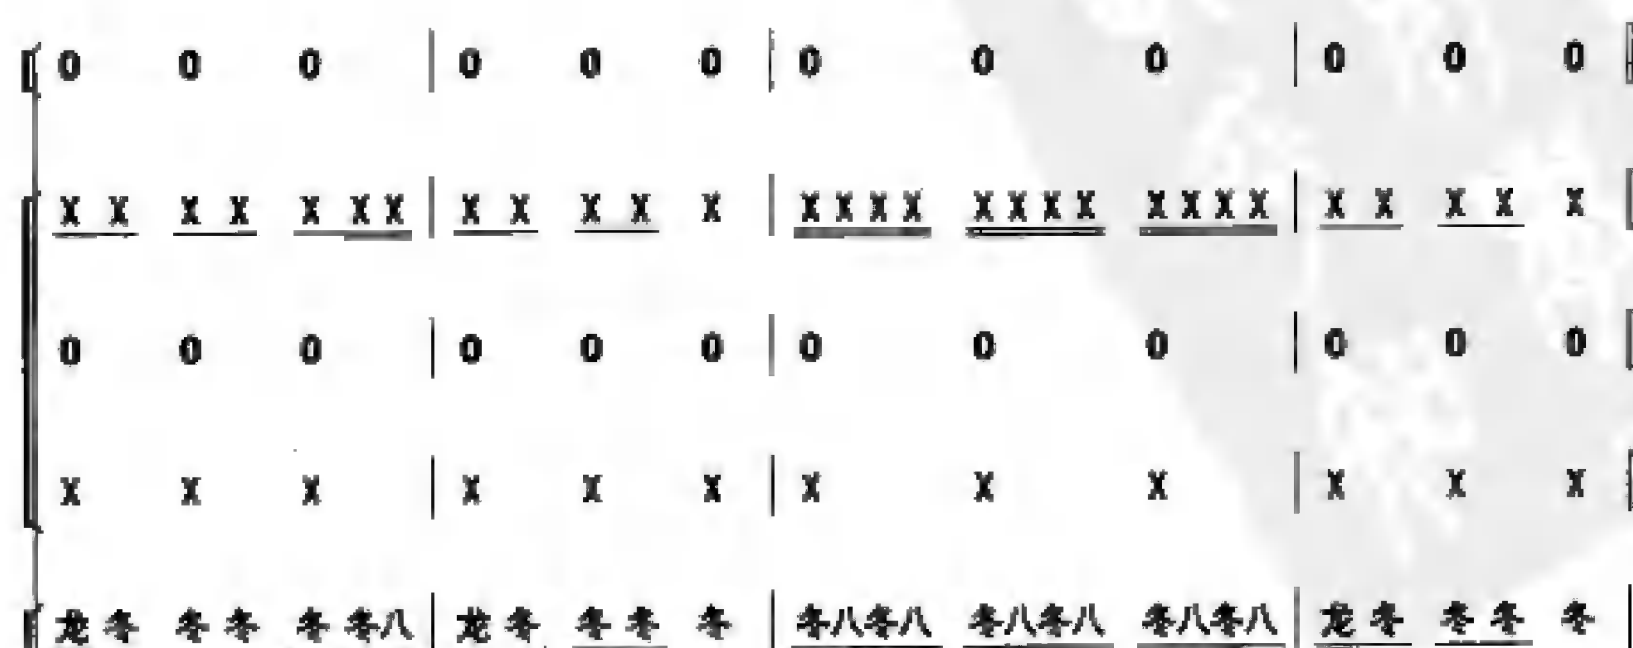 0 0 0 | 0 0 0 | 0 0 0 | 0 0 0
X X X X X X X | X X X X X | X X X X X X X X X X X X | X X X X X
0 0 0 | 0 0 0 | 0 0 0 | 0 0 0
X X X | X X X | X X X | X X X
龙冬 冬冬 冬冬八 | 龙冬 冬冬 冬 | 冬八冬八 冬八冬八 冬八冬八 | 龙冬 冬冬 冬